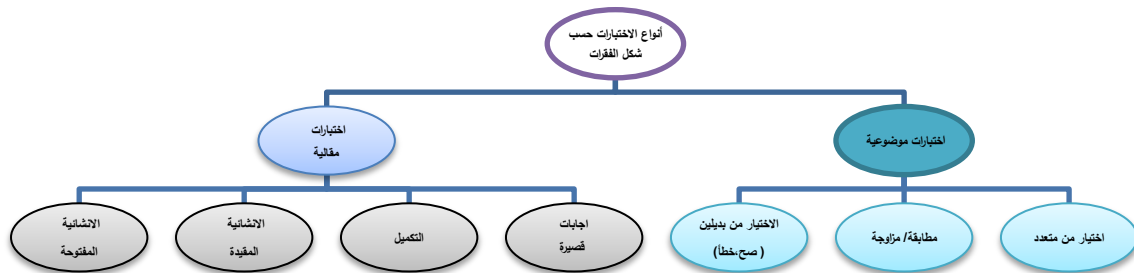 أنواع الاختبارات حسب
شكل الفقرات
اختبارات موضوعية
اختبارات
مقالية
اختيار من متعدد
مطابقة/ مزاوجة
الاختيار من بديلين
( صح،خطأ)
اجابات
قصيرة
التكميل
الانشائية
المقيدة
الانشائية
المفتوحة